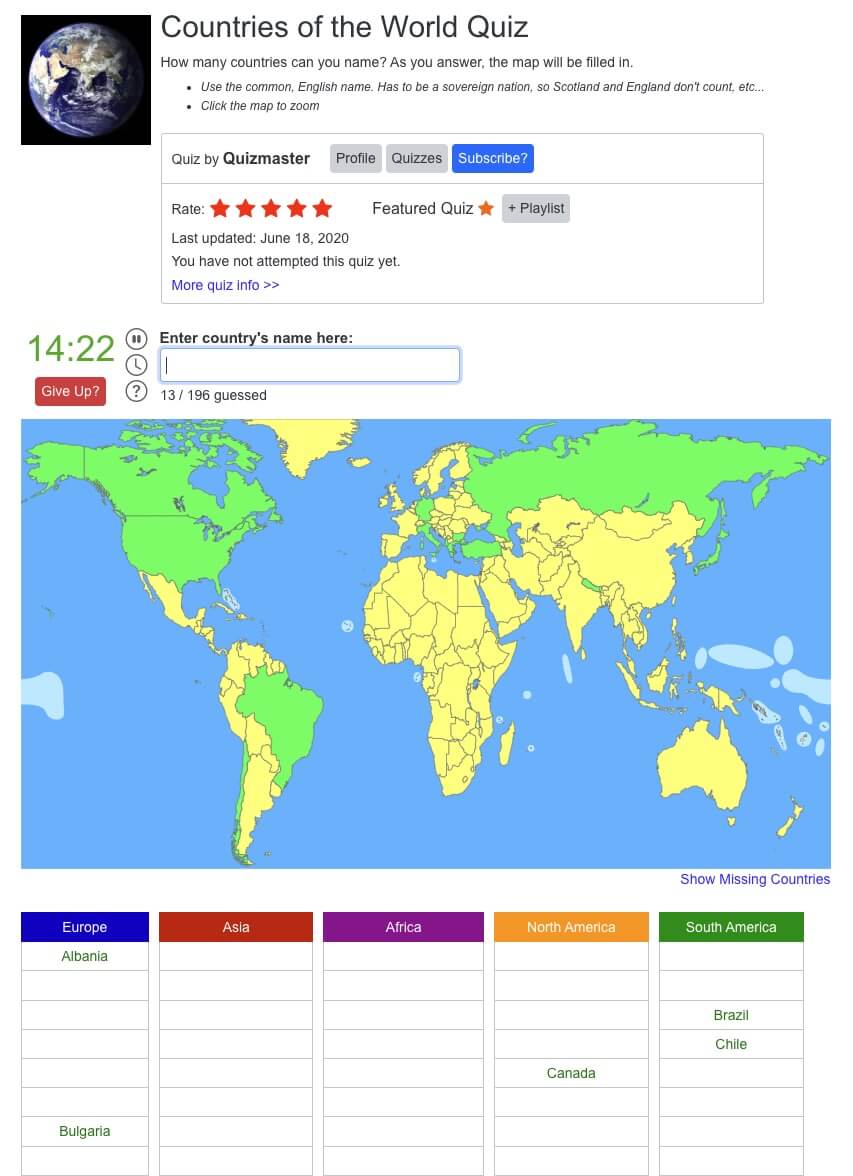 Countries of the World Quiz
How many countries can you name? As you answer, the map will be filled in.
Use the common, English name. Has to be a sovereign nation, so Scotland and England don't count, etc...
Click the map to zoom
Quiz by Quizmaster Profile Quizzes Subscribe?
Rate: Featured Quiz + Playlist
Last updated: June 18, 2020
You have not attempted this quiz yet.
More quiz info >>
14:22 Enter country's name here:
Give Up? ? 13 / 196 guessed
Show Missing Countries
Europe Asia Africa North America South America
Albania
Brazil
Chile
Canada
Bulgaria